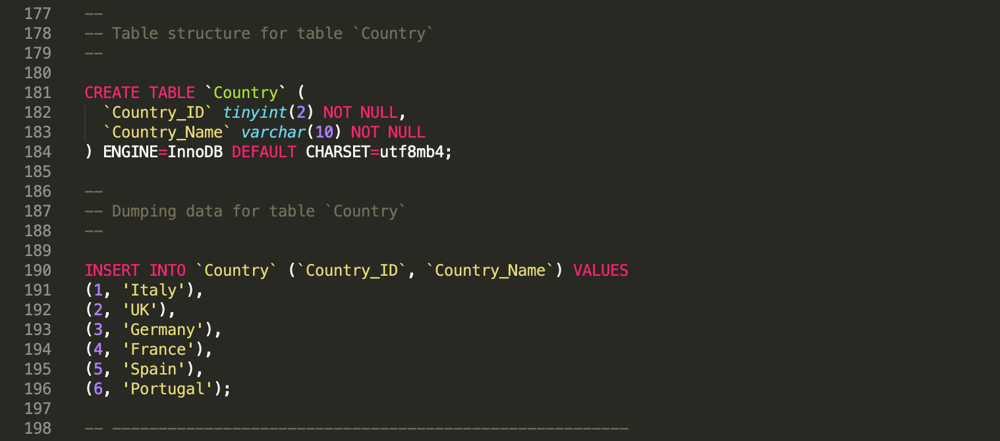 177 --
178 -- Table structure for table `Country`
179 --
180
181 CREATE TABLE `Country` (
182   `Country_ID` tinyint(2) NOT NULL,
183   `Country_Name` varchar(10) NOT NULL
184 ) ENGINE=InnoDB DEFAULT CHARSET=utf8mb4;
185
186 --
187 -- Dumping data for table `Country`
188 --
189
190 INSERT INTO `Country` (`Country_ID`, `Country_Name`) VALUES
191 (1, 'Italy'),
192 (2, 'UK'),
193 (3, 'Germany'),
194 (4, 'France'),
195 (5, 'Spain'),
196 (6, 'Portugal');
197
198 -- --------------------------------------------------------